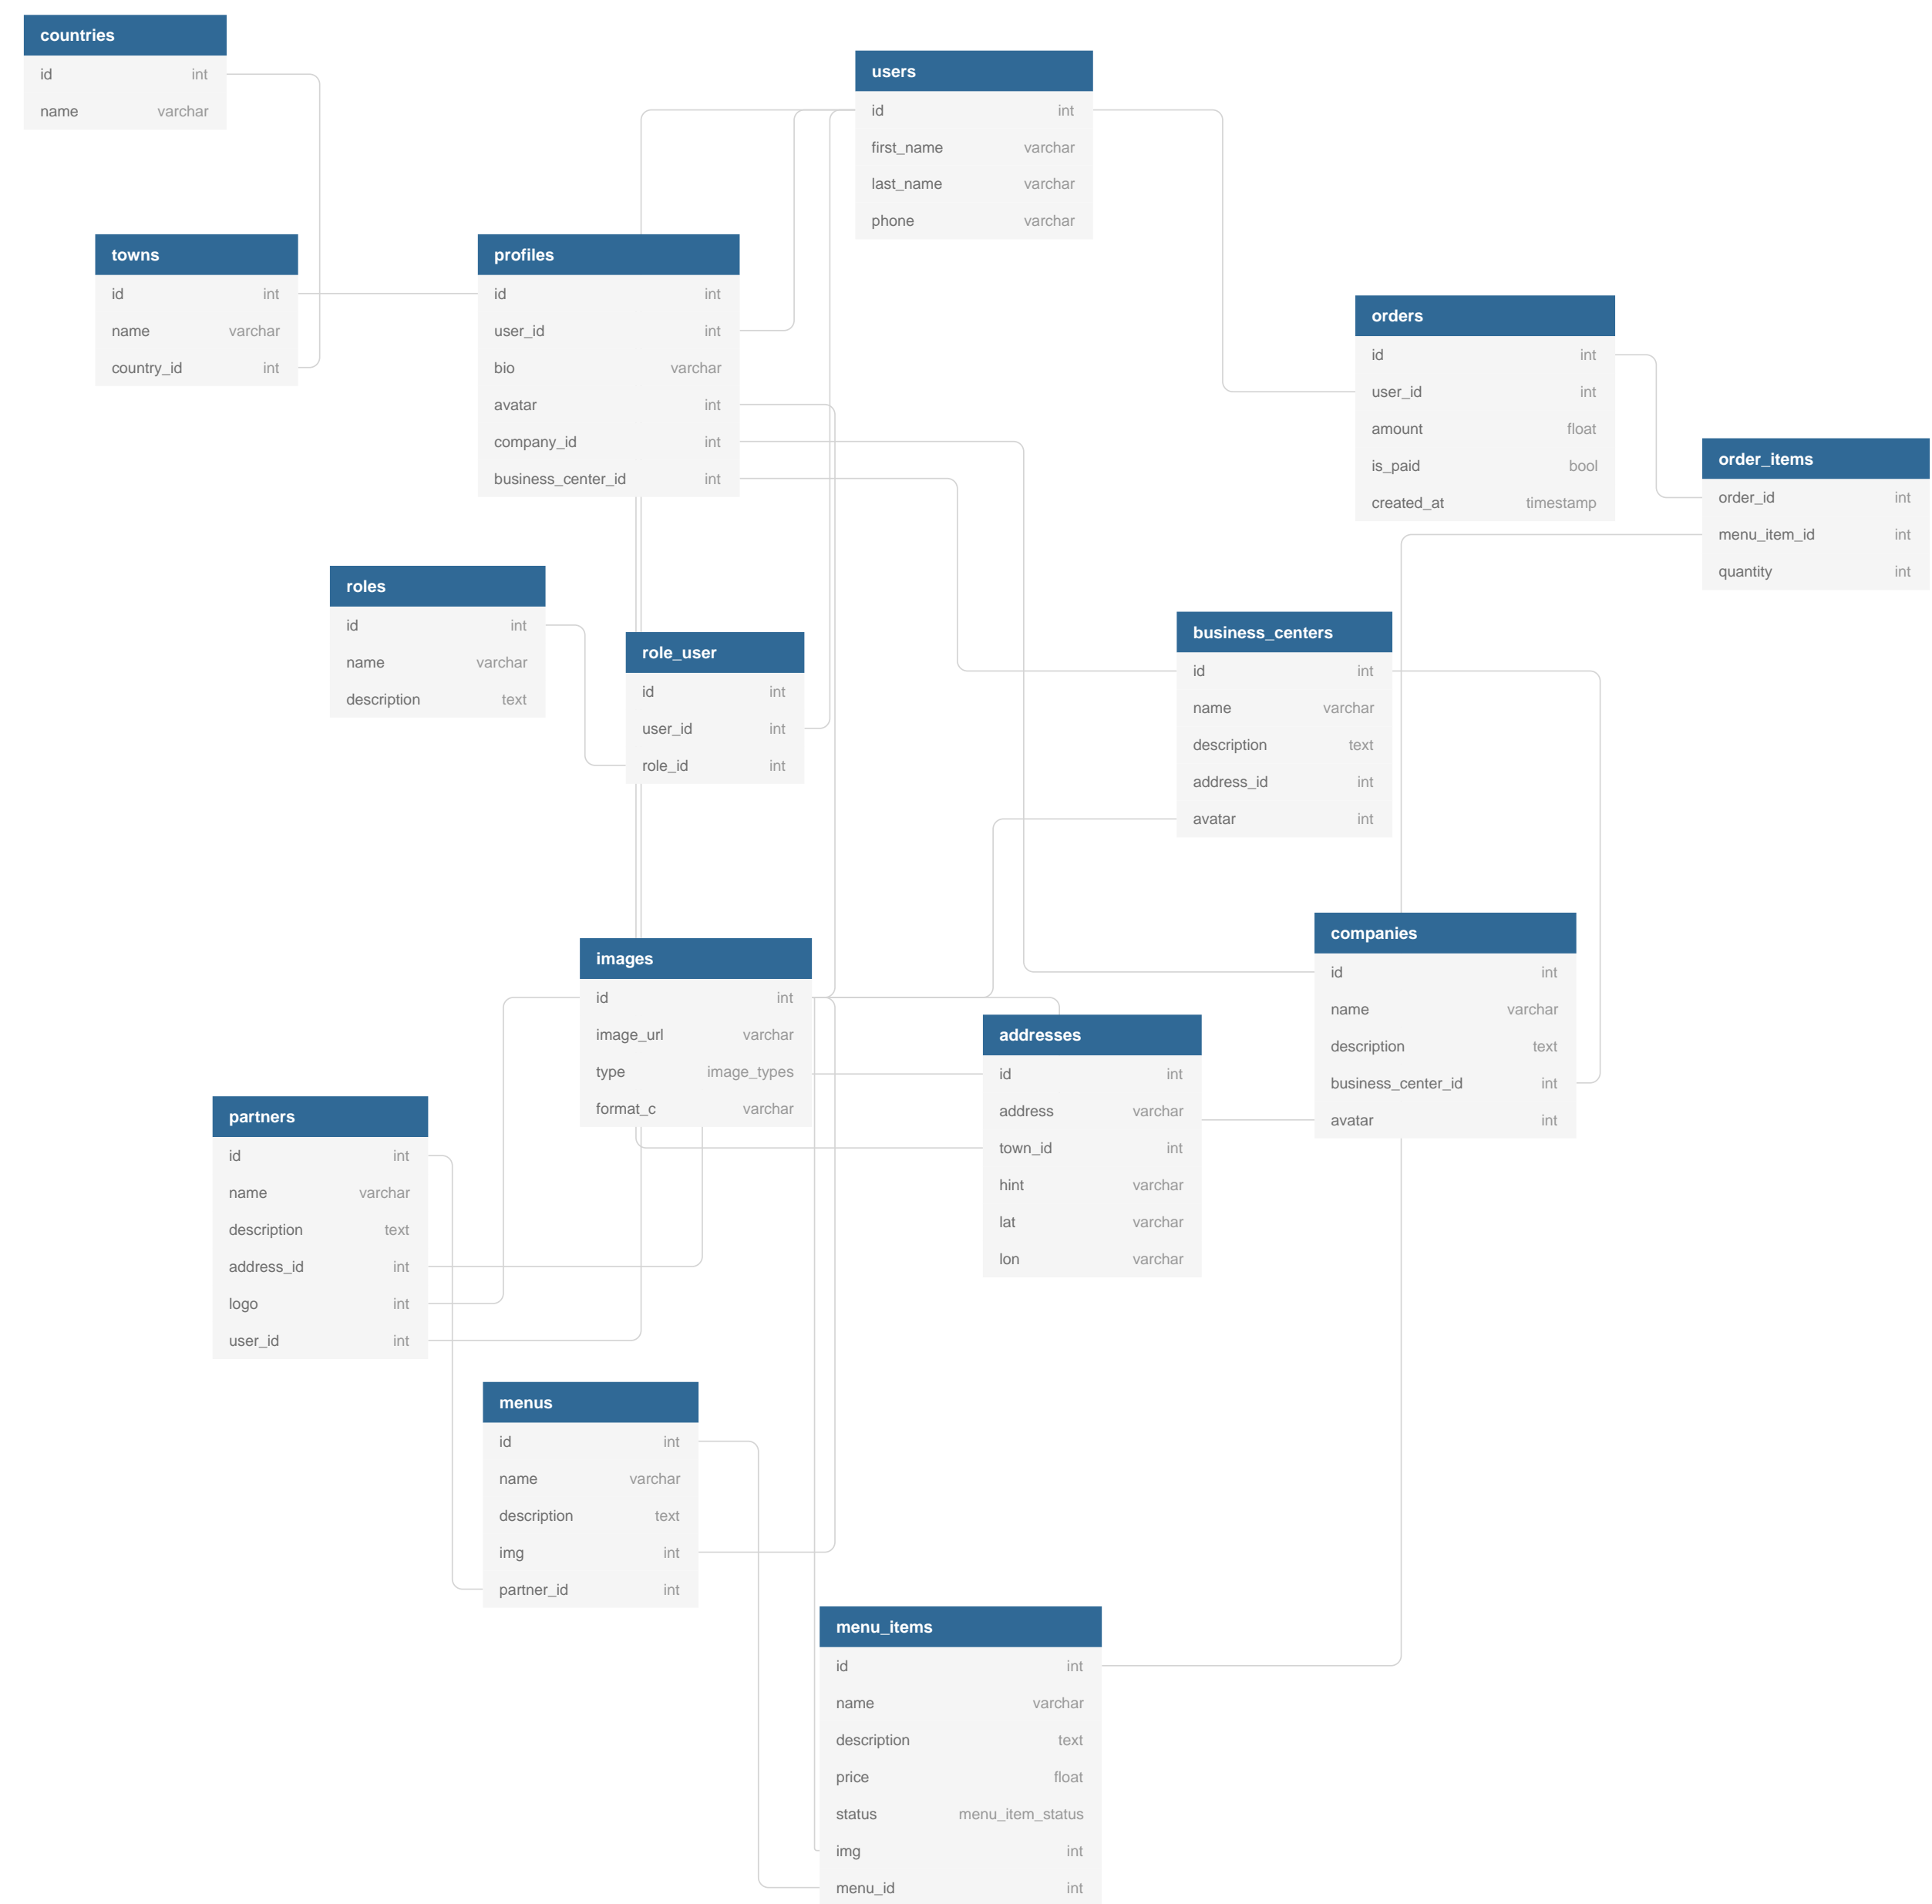 countries
id int
name varchar
users
id int
first_name varchar
last_name varchar
phone varchar
towns
id int
name varchar
country_id int
profiles
id int
user_id int
bio varchar
avatar int
company_id int
business_center_id int
orders
id int
user_id int
amount float
is_paid bool
created_at timestamp
order_items
order_id int
menu_item_id int
quantity int
roles
id int
name varchar
description text
role_user
id int
user_id int
role_id int
business_centers
id int
name varchar
description text
address_id int
avatar int
companies
id int
name varchar
description text
business_center_id int
avatar int
images
id int
image_url varchar
type image_types
format_c varchar
addresses
id int
address varchar
town_id int
hint varchar
lat varchar
lon varchar
partners
id int
name varchar
description text
address_id int
logo int
user_id int
menus
id int
name varchar
description text
img int
partner_id int
menu_items
id int
name varchar
description text
price float
status menu_item_status
img int
menu_id int